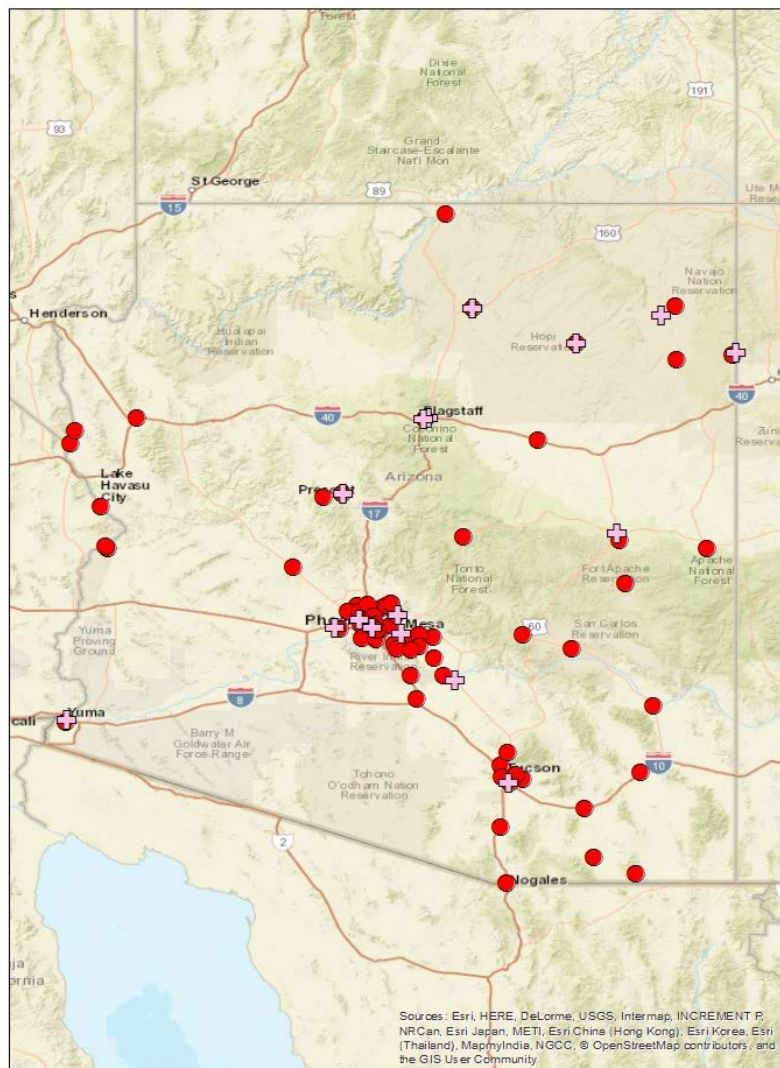 Forest
Dixie
National
Forest
191
93
Grand
Staircase-Escalante
Nat'l Mon
St George
89
15
160
Navajo
Nation
Reservation
Henderson
Hualapai
Indian
Reservation
Hopi
Reservation
40
40
Flagstaff
Coconino
National
Forest
Lake
Havasu
City
Arizona
17
Tonto
National
Forest
Fort Apache
Reservation
Apache
National
Forest
Mesa
60
San Carlos
Reservation
Yuma
Proving
Ground
Reservation
8
Yuma
Barry M
Goldwater Air
Force Range
Tohono
O'odham Nation
Reservation
10
Tucson
2
Nogales
Sources: Esri, HERE, DeLorme, USGS, Intermap, INCREMENT P,
NRCan, Esri Japan, METI, Esri China (Hong Kong), Esri Korea, Esri
(Thailand), MapmyIndia, NGCC, © OpenStreetMap contributors, and
the GIS User Community